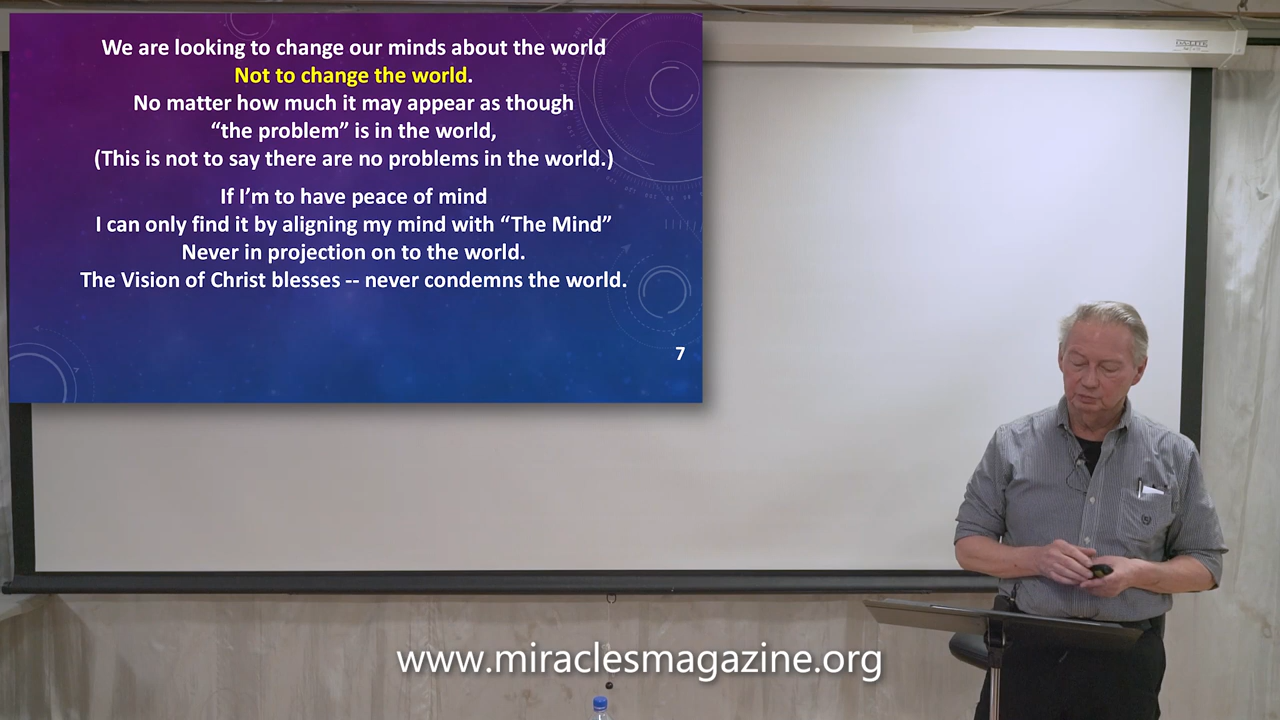 We are looking to change our minds about the world
Not to change the world.
No matter how much it may appear as though
“the problem” is in the world,
(This is not to say there are no problems in the world.)
If I’m to have peace of mind
I can only find it by aligning my mind with “The Mind”
Never in projection on to the world.
The Vision of Christ blesses -- never condemns the world.
7
DA-LITE
www.miraclesmagazine.org